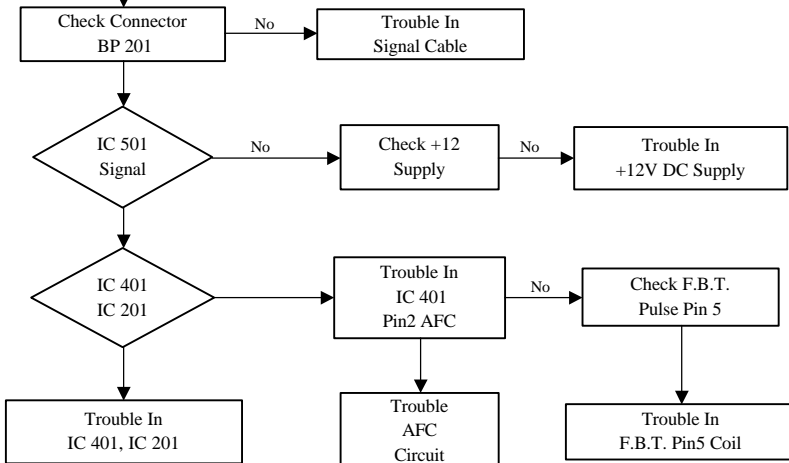 Check Connector
BP 201
No
Trouble In
Signal Cable
IC 501
Signal
No
Check +12
Supply
No
Trouble In
+12V DC Supply
IC 401
IC 201
Trouble In
IC 401
Pin2 AFC
No
Check F.B.T.
Pulse Pin 5
Trouble In
IC 401, IC 201
Trouble
AFC
Circuit
Trouble In
F.B.T. Pin5 Coil